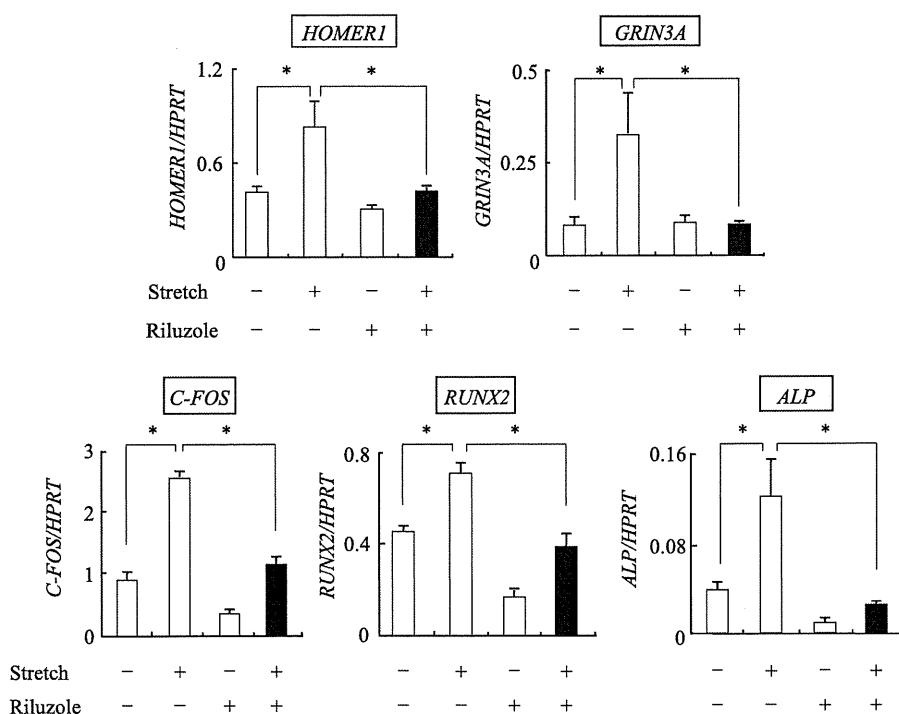 HOMER1
GRIN3A
HOMER1/HPRT
1.2
0.6
0
* *
GRIN3A/HPRT
0.5
0.25
0
* *
Stretch − + − + − + − +
Riluzole − − + + − − + +
C-FOS
RUNX2
ALP
C-FOS/HPRT
3
2
1
0
* *
RUNX2/HPRT
0.8
0.4
0
* *
ALP/HPRT
0.16
0.08
0
* *
Stretch − + − + − + − + − + − +
Riluzole − − + + − − + + − − + +